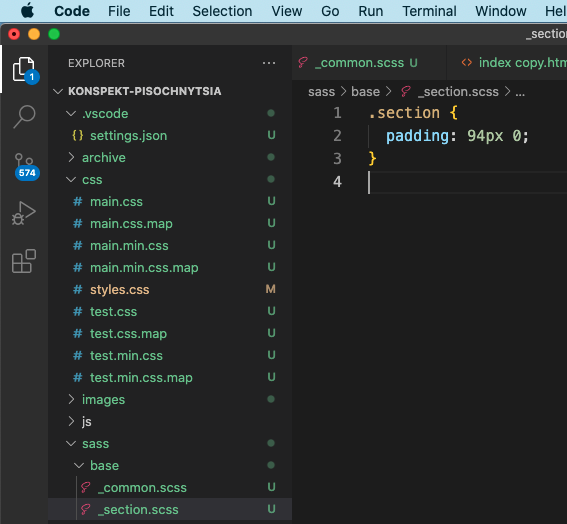 Code File Edit Selection View Go Run Terminal Window Hel
_section
EXPLORER ...
_common.scss U <> index copy.htm
1
KONSPEKT-PISOCHNYTSIA
sass > base > _section.scss > ...
.vscode
1 .section {
{} settings.json U
2 padding: 94px 0;
archive
3 }
574
css
4
# main.css U
# main.css.map U
# main.min.css U
# main.min.css.map U
# styles.css M
# test.css U
# test.css.map U
# test.min.css U
# test.min.css.map U
images
js
sass
base
_common.scss U
_section.scss U